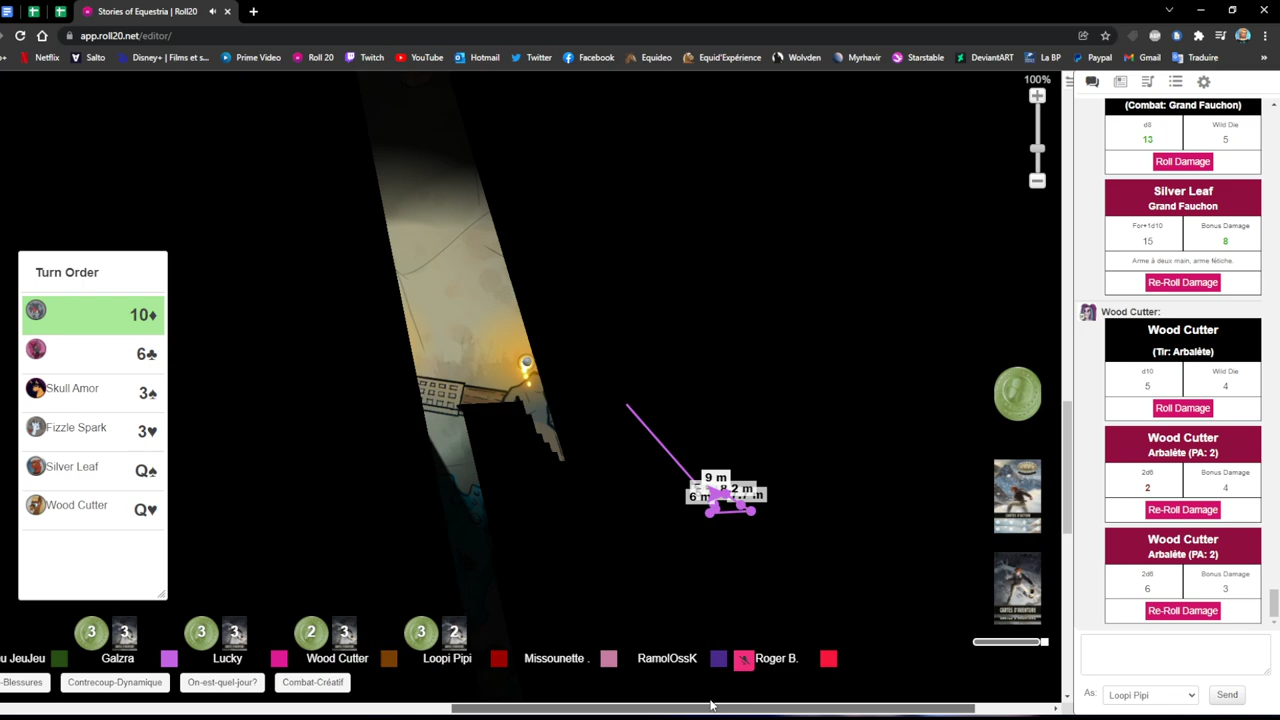 Stories of Equestria | Roll20
app.roll20.net/editor/
Netflix Salto Disney+ | Films et s... Prime Video Roll 20 Twitch YouTube Hotmail Twitter Facebook Equideo Equid'Expérience Wolvden Myrhavir Starstable DeviantART La BP Paypal Gmail Traduire
100%
Turn Order
10♦
6♣
Skull Amor 3♠
Fizzle Spark 3♥
Silver Leaf Q♠
Wood Cutter Q♥
9 m
2 m
6 m
3 3 3 3 2 3 3 2
u JeuJeu Galzra Lucky Wood Cutter Loopi Pipi Missounette . RamolOssK Roger B.
-Blessures Contrecoup-Dynamique On-est-quel-jour? Combat-Créatif
(Combat: Grand Fauchon)
d8 Wild Die
13 5
Roll Damage
Silver Leaf
Grand Fauchon
For+1d10 Bonus Damage
15 8
Arme à deux main, arme fétiche.
Re-Roll Damage
Wood Cutter:
Wood Cutter
(Tir: Arbalète)
d10 Wild Die
5 4
Roll Damage
Wood Cutter
Arbalète (PA: 2)
2d6 Bonus Damage
2 4
Re-Roll Damage
Wood Cutter
Arbalète (PA: 2)
2d6 Bonus Damage
6 3
Re-Roll Damage
As: Loopi Pipi Send